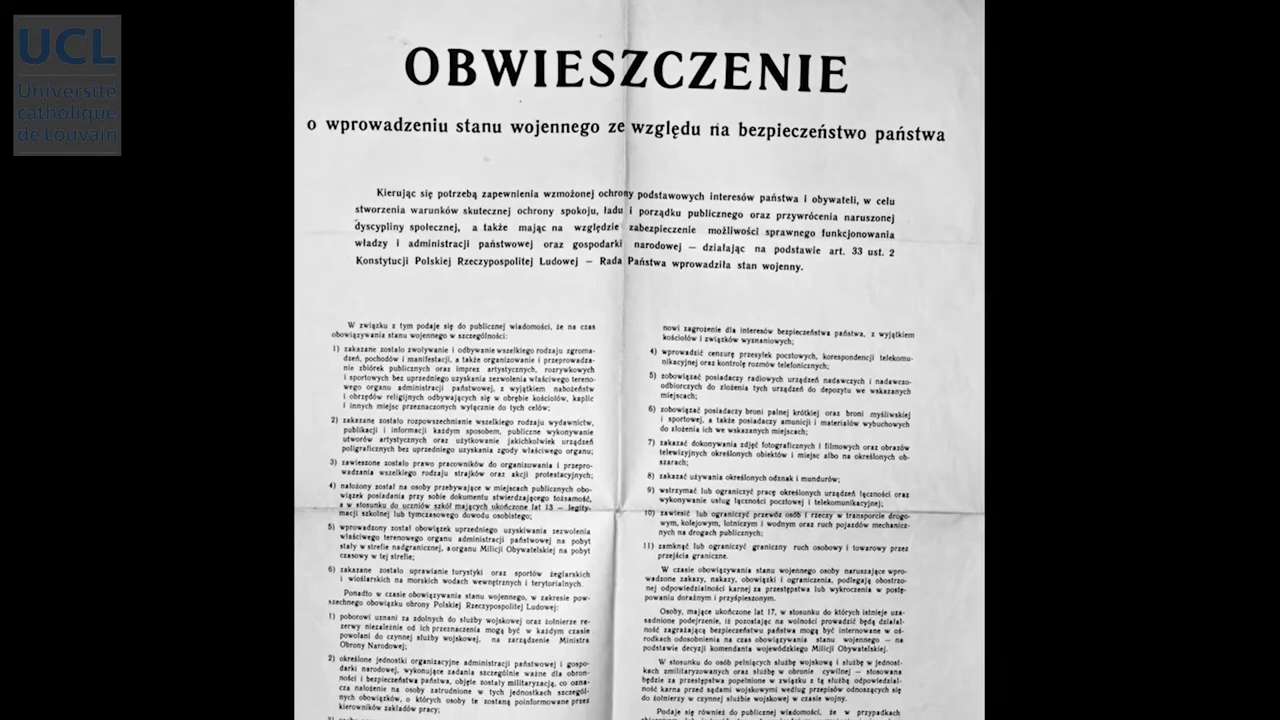 UCL
Université
catholique
de Louvain
OBWIESZCZENIE
o wprowadzeniu stanu wojennego ze względu na bezpieczeństwo państwa
Kierując się potrzebą zapewnienia wzmożonej ochrony podstawowych interesów państwa i obywateli, w celu
stworzenia warunków skutecznej ochrony spokoju, ładu i porządku publicznego oraz przywrócenia naruszonej
dyscypliny społecznej, a także mając na względzie zabezpieczenie możliwości sprawnego funkcjonowania
władzy i administracji państwowej oraz gospodarki narodowej — działając na podstawie art. 33 ust. 2
Konstytucji Polskiej Rzeczypospolitej Ludowej — Rada Państwa wprowadziła stan wojenny.
W związku z tym podaje się do publicznej wiadomości, że na czas
obowiązywania stanu wojennego w szczególności:
1) zakazane zostało zwoływanie i odbywanie wszelkiego rodzaju zgroma-
dzeń, pochodów i manifestacji, a także organizowanie i przeprowadza-
nie zbiórek publicznych oraz imprez artystycznych, rozrywkowych
i sportowych bez uprzedniego uzyskania zezwolenia właściwego tereno-
wego organu administracji państwowej, z wyjątkiem nabożeństw
i obrzędów religijnych odbywających się w obrębie kościołów, kaplic
i innych miejsc przeznaczonych wyłącznie do tych celów;
2) zakazane zostało rozpowszechnianie wszelkiego rodzaju wydawnictw,
publikacji i informacji każdym sposobem, publiczne wykonywanie
utworów artystycznych oraz użytkowanie jakichkolwiek urządzeń
poligraficznych bez uprzedniego uzyskania zgody właściwego organu;
3) zawieszone zostało prawo pracowników do organizowania i przepro-
wadzania wszelkiego rodzaju strajków oraz akcji protestacyjnych;
4) nałożony został na osoby przebywające w miejscach publicznych obo-
wiązek posiadania przy sobie dokumentu stwierdzającego tożsamość,
a w stosunku do uczniów szkół mających ukończone lat 13 — legity-
macji szkolnej lub tymczasowego dowodu osobistego;
5) wprowadzony został obowiązek uprzedniego uzyskiwania zezwolenia
właściwego terenowego organu administracji państwowej na pobyt
stały w strefie nadgranicznej, a organu Milicji Obywatelskiej na pobyt
czasowy w tej strefie;
6) zakazane zostało uprawianie turystyki oraz sportów żeglarskich
i wioślarskich na morskich wodach wewnętrznych i terytorialnych.
Ponadto w czasie obowiązywania stanu wojennego, w zakresie pow-
szechnego obowiązku obrony Polskiej Rzeczypospolitej Ludowej:
1) poborowi uznani za zdolnych do służby wojskowej oraz żołnierze re-
zerwy niezależnie od ich przeznaczenia mogą być w każdym czasie
powołani do czynnej służby wojskowej, na zarządzenie Ministra
Obrony Narodowej;
2) określone jednostki organizacyjne administracji państwowej i gospo-
darki narodowej, wykonujące zadania szczególnie ważne dla obron-
ności i bezpieczeństwa państwa, objęte zostały militaryzacją, co ozna-
cza nałożenie na osoby zatrudnione w tych jednostkach szczegól-
nych obowiązków, o których osoby te zostaną poinformowane przez
kierowników zakładów pracy;
nowi zagrożenie dla interesów bezpieczeństwa państwa, z wyjątkiem
kościołów i związków wyznaniowych;
4) wprowadzić cenzurę przesyłek pocztowych, korespondencji telekomu-
nikacyjnej oraz kontrolę rozmów telefonicznych;
5) zobowiązać posiadaczy radiowych urządzeń nadawczych i nadawczo-
odbiorczych do złożenia tych urządzeń do depozytu we wskazanych
miejscach;
6) zobowiązać posiadaczy broni palnej krótkiej oraz broni myśliwskiej
i sportowej, a także posiadaczy amunicji i materiałów wybuchowych
do złożenia ich we wskazanych miejscach;
7) zakazać dokonywania zdjęć fotograficznych i filmowych oraz obrazów
telewizyjnych określonych obiektów i miejsc albo na określonych ob-
szarach;
8) zakazać używania określonych odznak i mundurów;
9) wstrzymać lub ograniczyć pracę określonych urządzeń łączności oraz
wykonywanie usług łączności pocztowej i telekomunikacyjnej;
10) zawiesić lub ograniczyć przewóz osób i rzeczy w transporcie drogo-
wym, kolejowym, lotniczym i wodnym oraz ruch pojazdów mechanicz-
nych na drogach publicznych;
11) zamknąć lub ograniczyć graniczny ruch osobowy i towarowy przez
przejścia graniczne.
W czasie obowiązywania stanu wojennego osoby naruszające wpro-
wadzone zakazy, nakazy, obowiązki i ograniczenia, podlegają obostrzo-
nej odpowiedzialności karnej za przestępstwa lub wykroczenia w postę-
powaniu doraźnym i przyśpieszonym.
Osoby, mające ukończone lat 17, w stosunku do których istnieje uza-
sadnione podejrzenie, iż pozostając na wolności prowadzić będą działal-
ność zagrażającą bezpieczeństwu państwa mogą być internowane w oś-
rodkach odosobnienia na czas obowiązywania stanu wojennego — na
podstawie decyzji komendanta wojewódzkiego Milicji Obywatelskiej.
W stosunku do osób pełniących służbę wojskową i służbę w jednost-
kach zmilitaryzowanych oraz służbę w obronie cywilnej — stosowana
będzie za przestępstwa popełnione w związku z tą służbą odpowiedzial-
ność karna przed sądami wojskowymi według przepisów odnoszących się
do żołnierzy w czynnej służbie wojskowej w czasie wojny.
Podaje się również do publicznej wiadomości, że w przypadkach